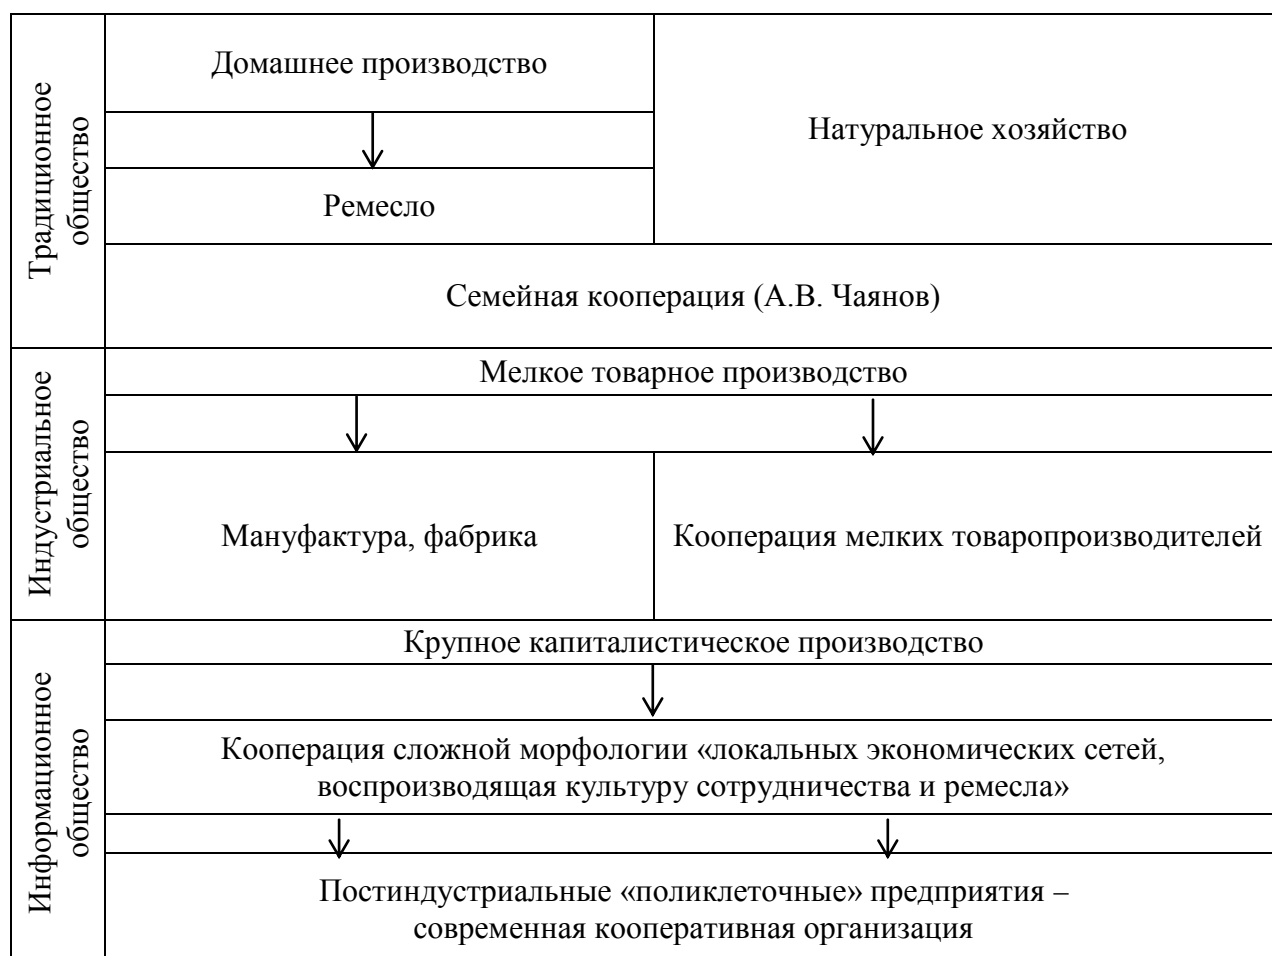 Традиционное
общество
Домашнее производство
Натуральное хозяйство
Ремесло
Семейная кооперация (А.В. Чаянов)
Индустриальное
общество
Мелкое товарное производство
Мануфактура, фабрика
Кооперация мелких товаропроизводителей
Информационное
общество
Крупное капиталистическое производство
Кооперация сложной морфологии «локальных экономических сетей,
воспроизводящая культуру сотрудничества и ремесла»
Постиндустриальные «поликлеточные» предприятия –
современная кооперативная организация